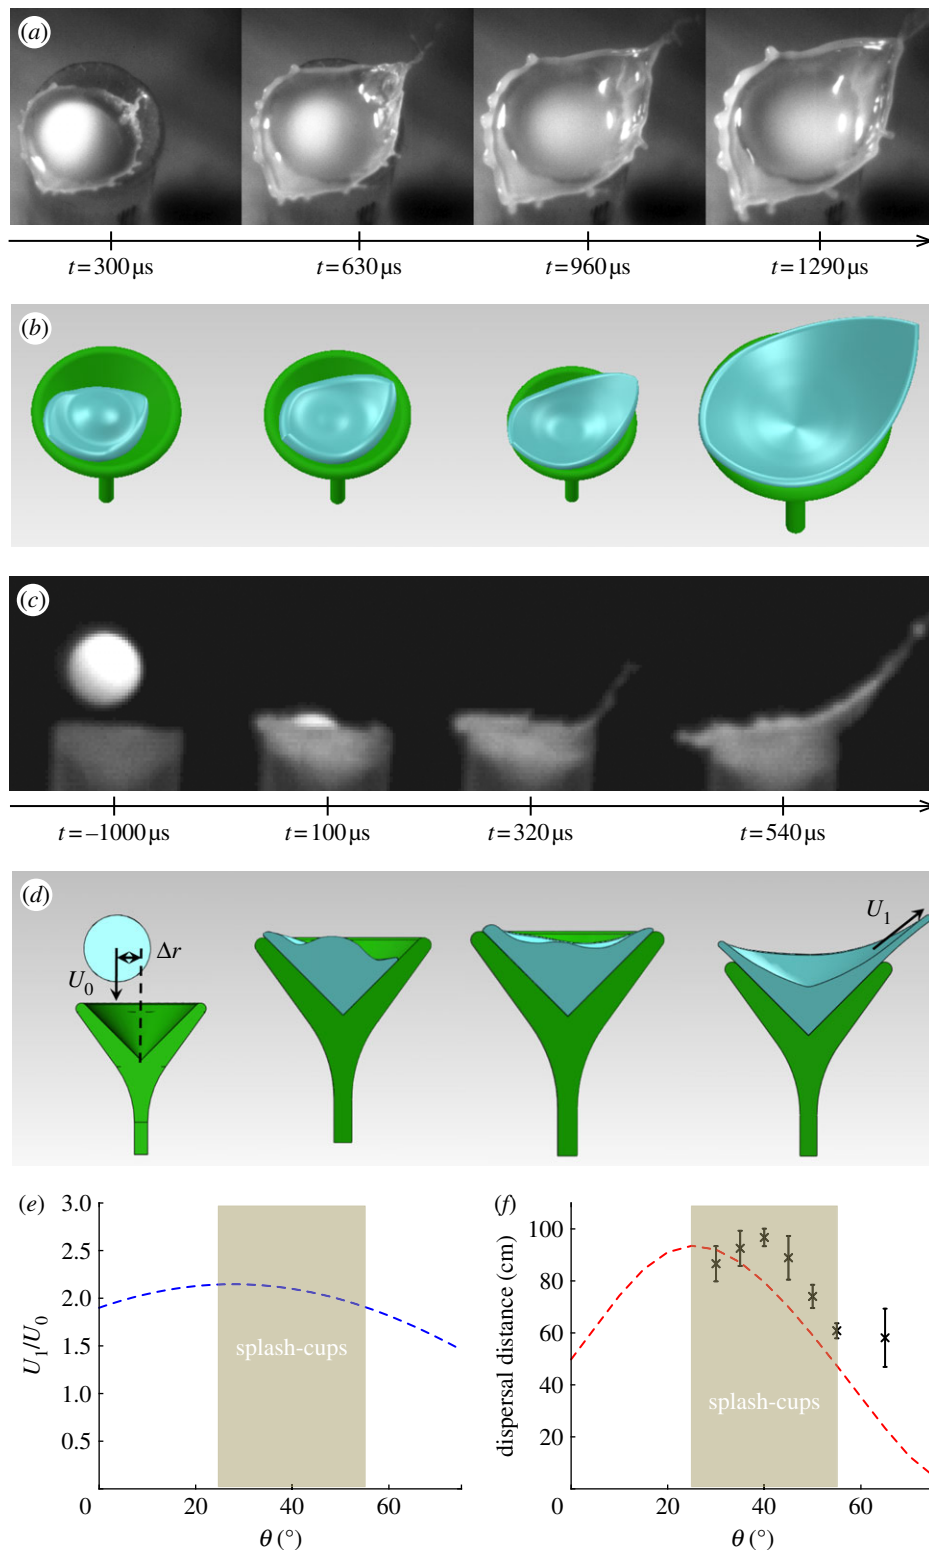 (a)
t = 300 µs t = 630 µs t = 960 µs t = 1290 µs
(b)
(c)
t = –1000 µs t = 100 µs t = 320 µs t = 540 µs
(d)
U0 Δr U1
(e)
3.0
2.5
2.0
1.5
1.0
0.5
U1/U0
splash-cups
0 20 40 60
θ (°)
(f)
100
80
60
40
20
dispersal distance (cm)
splash-cups
0 20 40 60
θ (°)